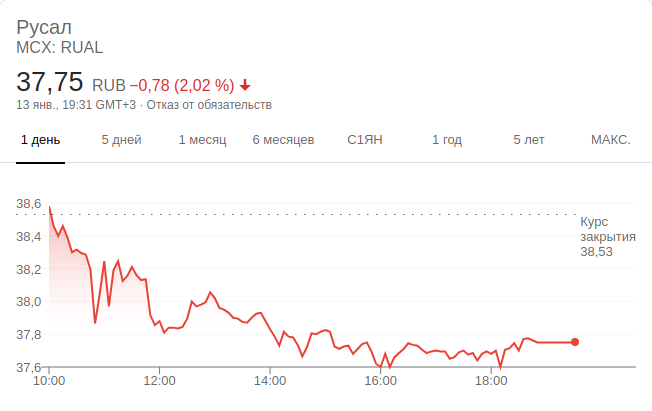 Русал
MCX: RUAL
37,75 RUB −0,78 (2,02 %)
13 янв., 19:31 GMT+3 · Отказ от обязательств
1 день 5 дней 1 месяц 6 месяцев С1ЯН 1 год 5 лет МАКС.
38,6
38,4
38,2
38,0
37,8
37,6
Курс
закрытия
38,53
10:00 12:00 14:00 16:00 18:00